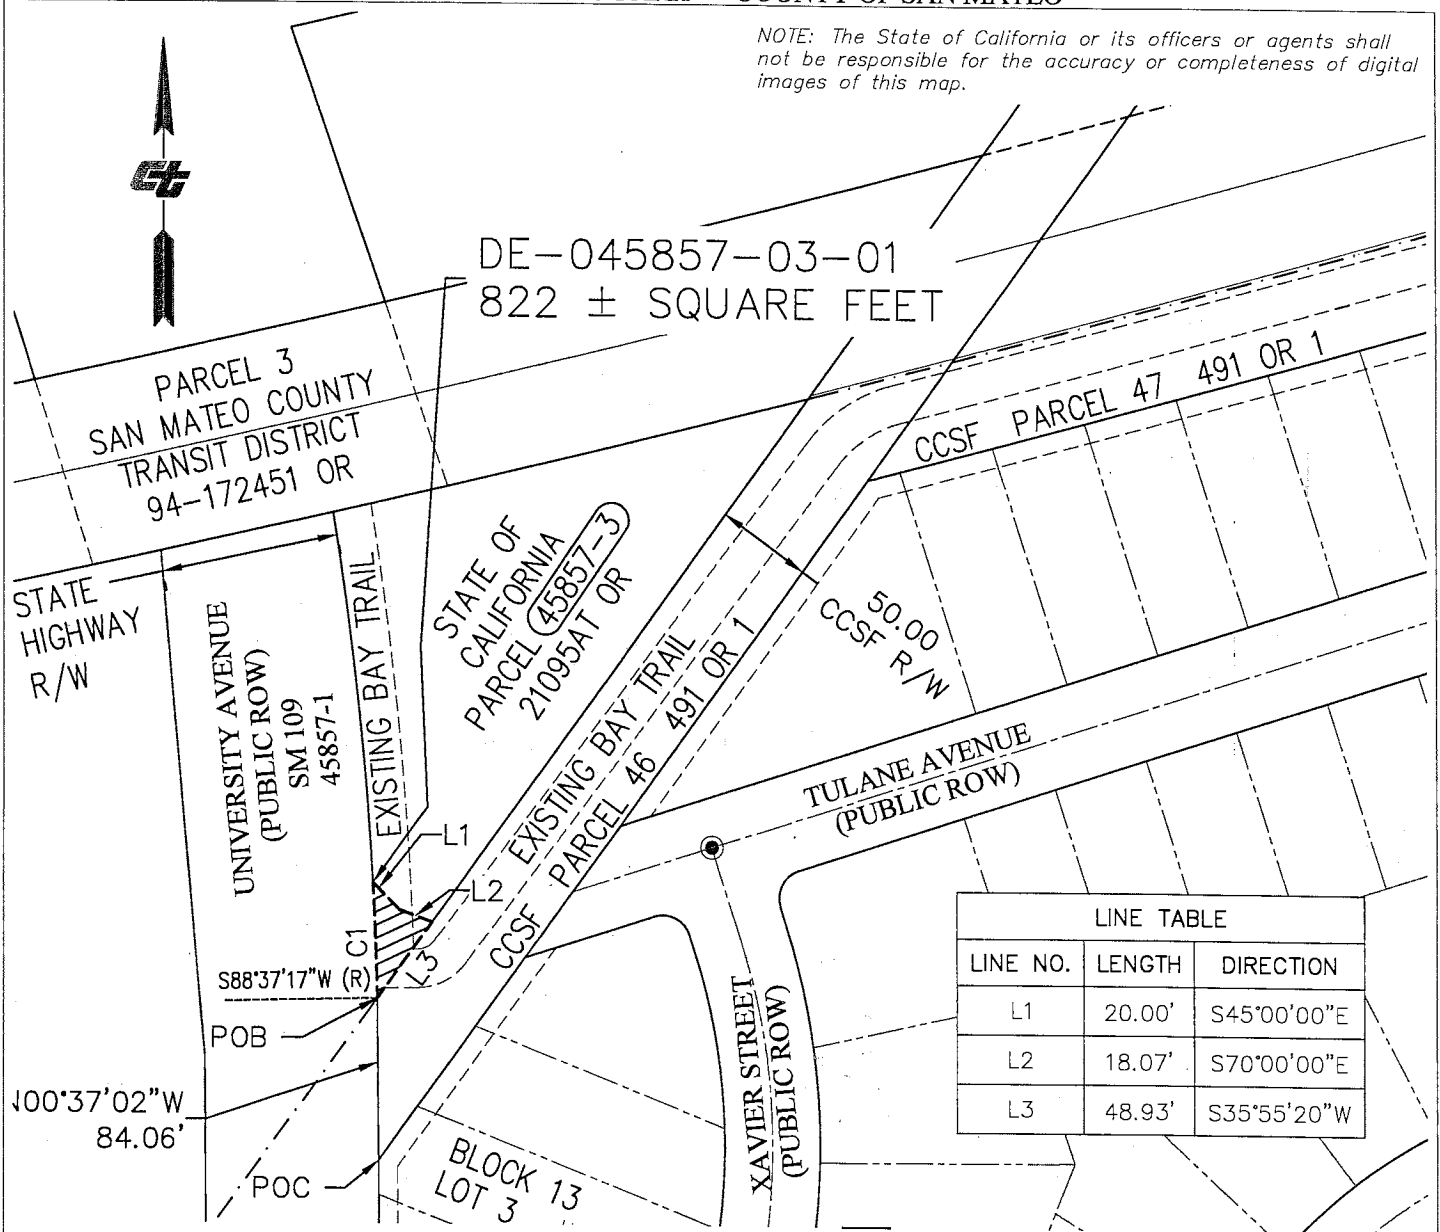 COUNTY OF SAN MATEO
NOTE: The State of California or its officers or agents shall
not be responsible for the accuracy or completeness of digital
images of this map.
Ct
DE-045857-03-01
822 ± SQUARE FEET
PARCEL 3
SAN MATEO COUNTY
TRANSIT DISTRICT
94-172451 OR
CCSF PARCEL 47 491 OR 1
STATE
HIGHWAY
R/W
UNIVERSITY AVENUE
(PUBLIC ROW)
SM 109
45857-1
EXISTING BAY TRAIL
STATE OF
CALIFORNIA
PARCEL 45857-3
21095AT OR
EXISTING BAY TRAIL
CCSF PARCEL 46 491 OR 1
50.00
CCSF R/W
TULANE AVENUE
(PUBLIC ROW)
L1
L2
C1
L3
S88°37'17"W (R)
POB
N00°37'02"W
84.06'
POC
BLOCK 13
LOT 3
XAVIER STREET
(PUBLIC ROW)
LINE TABLE
LINE NO. LENGTH DIRECTION
L1 20.00' S45°00'00"E
L2 18.07' S70°00'00"E
L3 48.93' S35°55'20"W